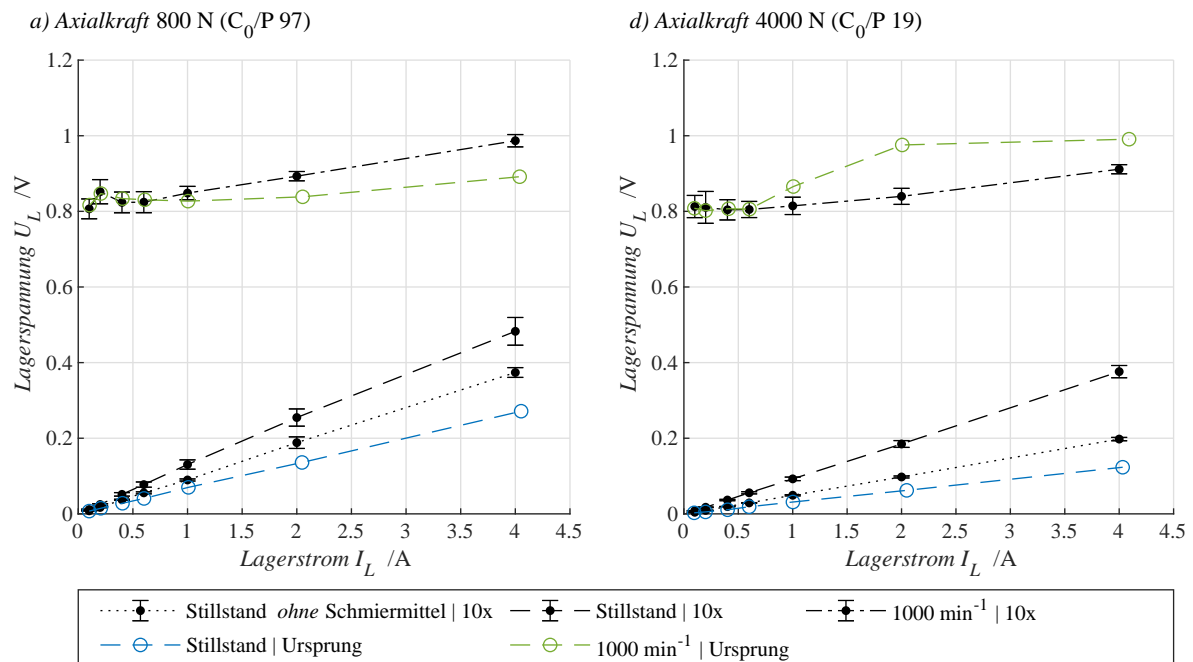 a) Axialkraft 800 N (C0/P 97)
1.2
1
0.8
0.6
0.4
0.2
0
Lagerspannung UL /V
0 0.5 1 1.5 2 2.5 3 3.5 4 4.5
Lagerstrom IL /A
d) Axialkraft 4000 N (C0/P 19)
1.2
1
0.8
0.6
0.4
0.2
0
Lagerspannung UL /V
0 0.5 1 1.5 2 2.5 3 3.5 4 4.5
Lagerstrom IL /A
Stillstand ohne Schmiermittel | 10x Stillstand | 10x 1000 min-1 | 10x
Stillstand | Ursprung 1000 min-1 | Ursprung